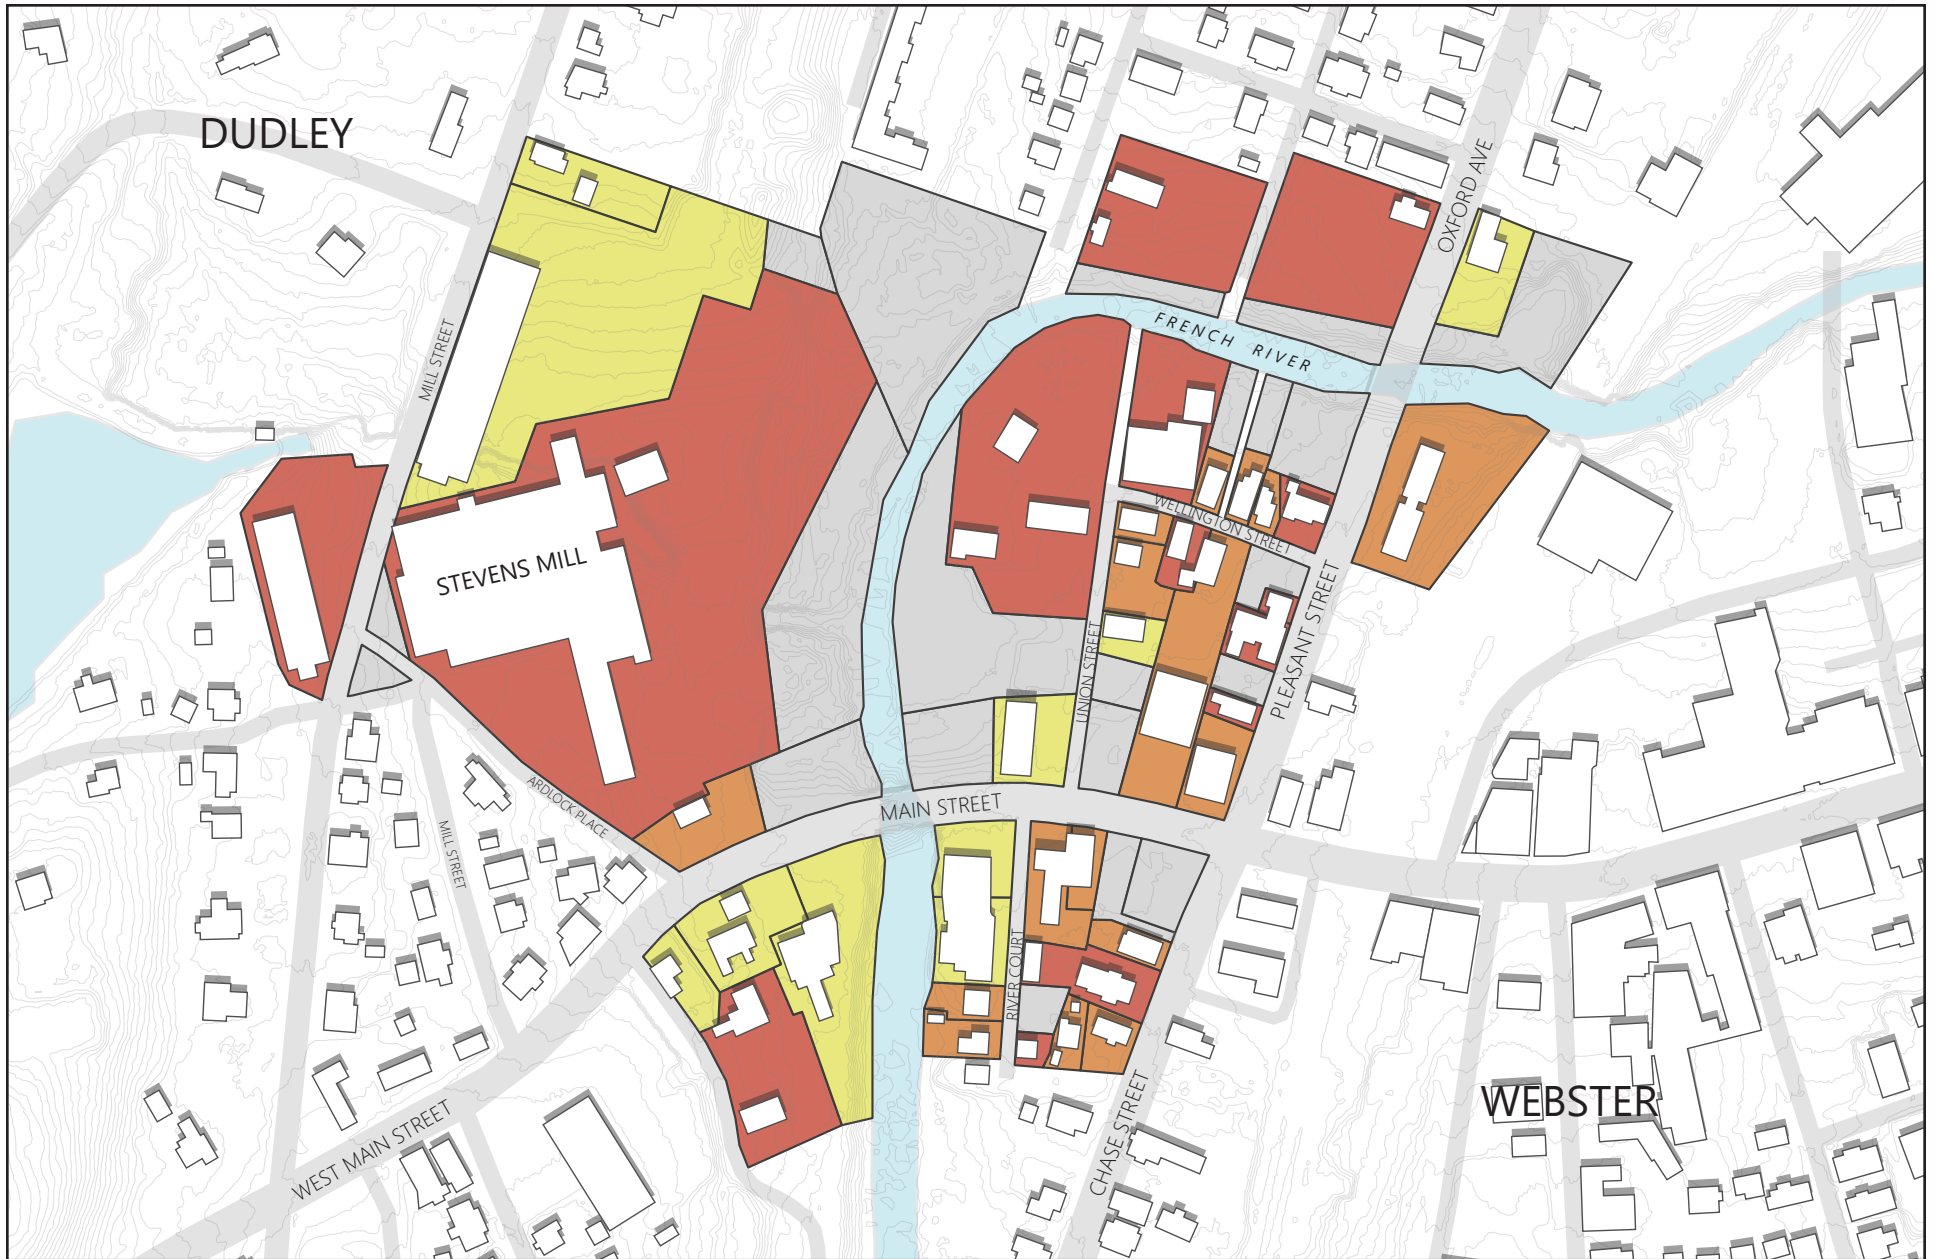 DUDLEY
OXFORD AVE
FRENCH RIVER
MILL STREET
WELLINGTON STREET
STEVENS MILL
PLEASANT STREET
UNION STREET
ARDLOCK PLACE
MAIN STREET
MILL STREET
RIVER COURT
WEST MAIN STREET
CHASE STREET
WEBSTER